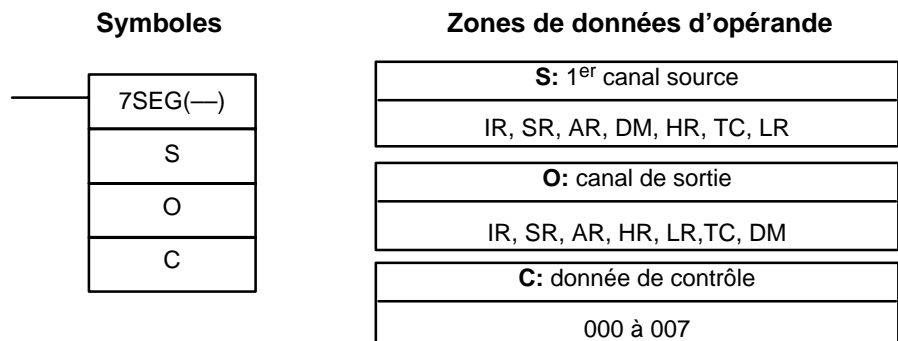 Symboles
7SEG(––)
S
O
C
Zones de données d’opérande
S: 1er canal source
IR, SR, AR, DM, HR, TC, LR
O: canal de sortie
IR, SR, AR, HR, LR,TC, DM
C: donnée de contrôle
000 à 007